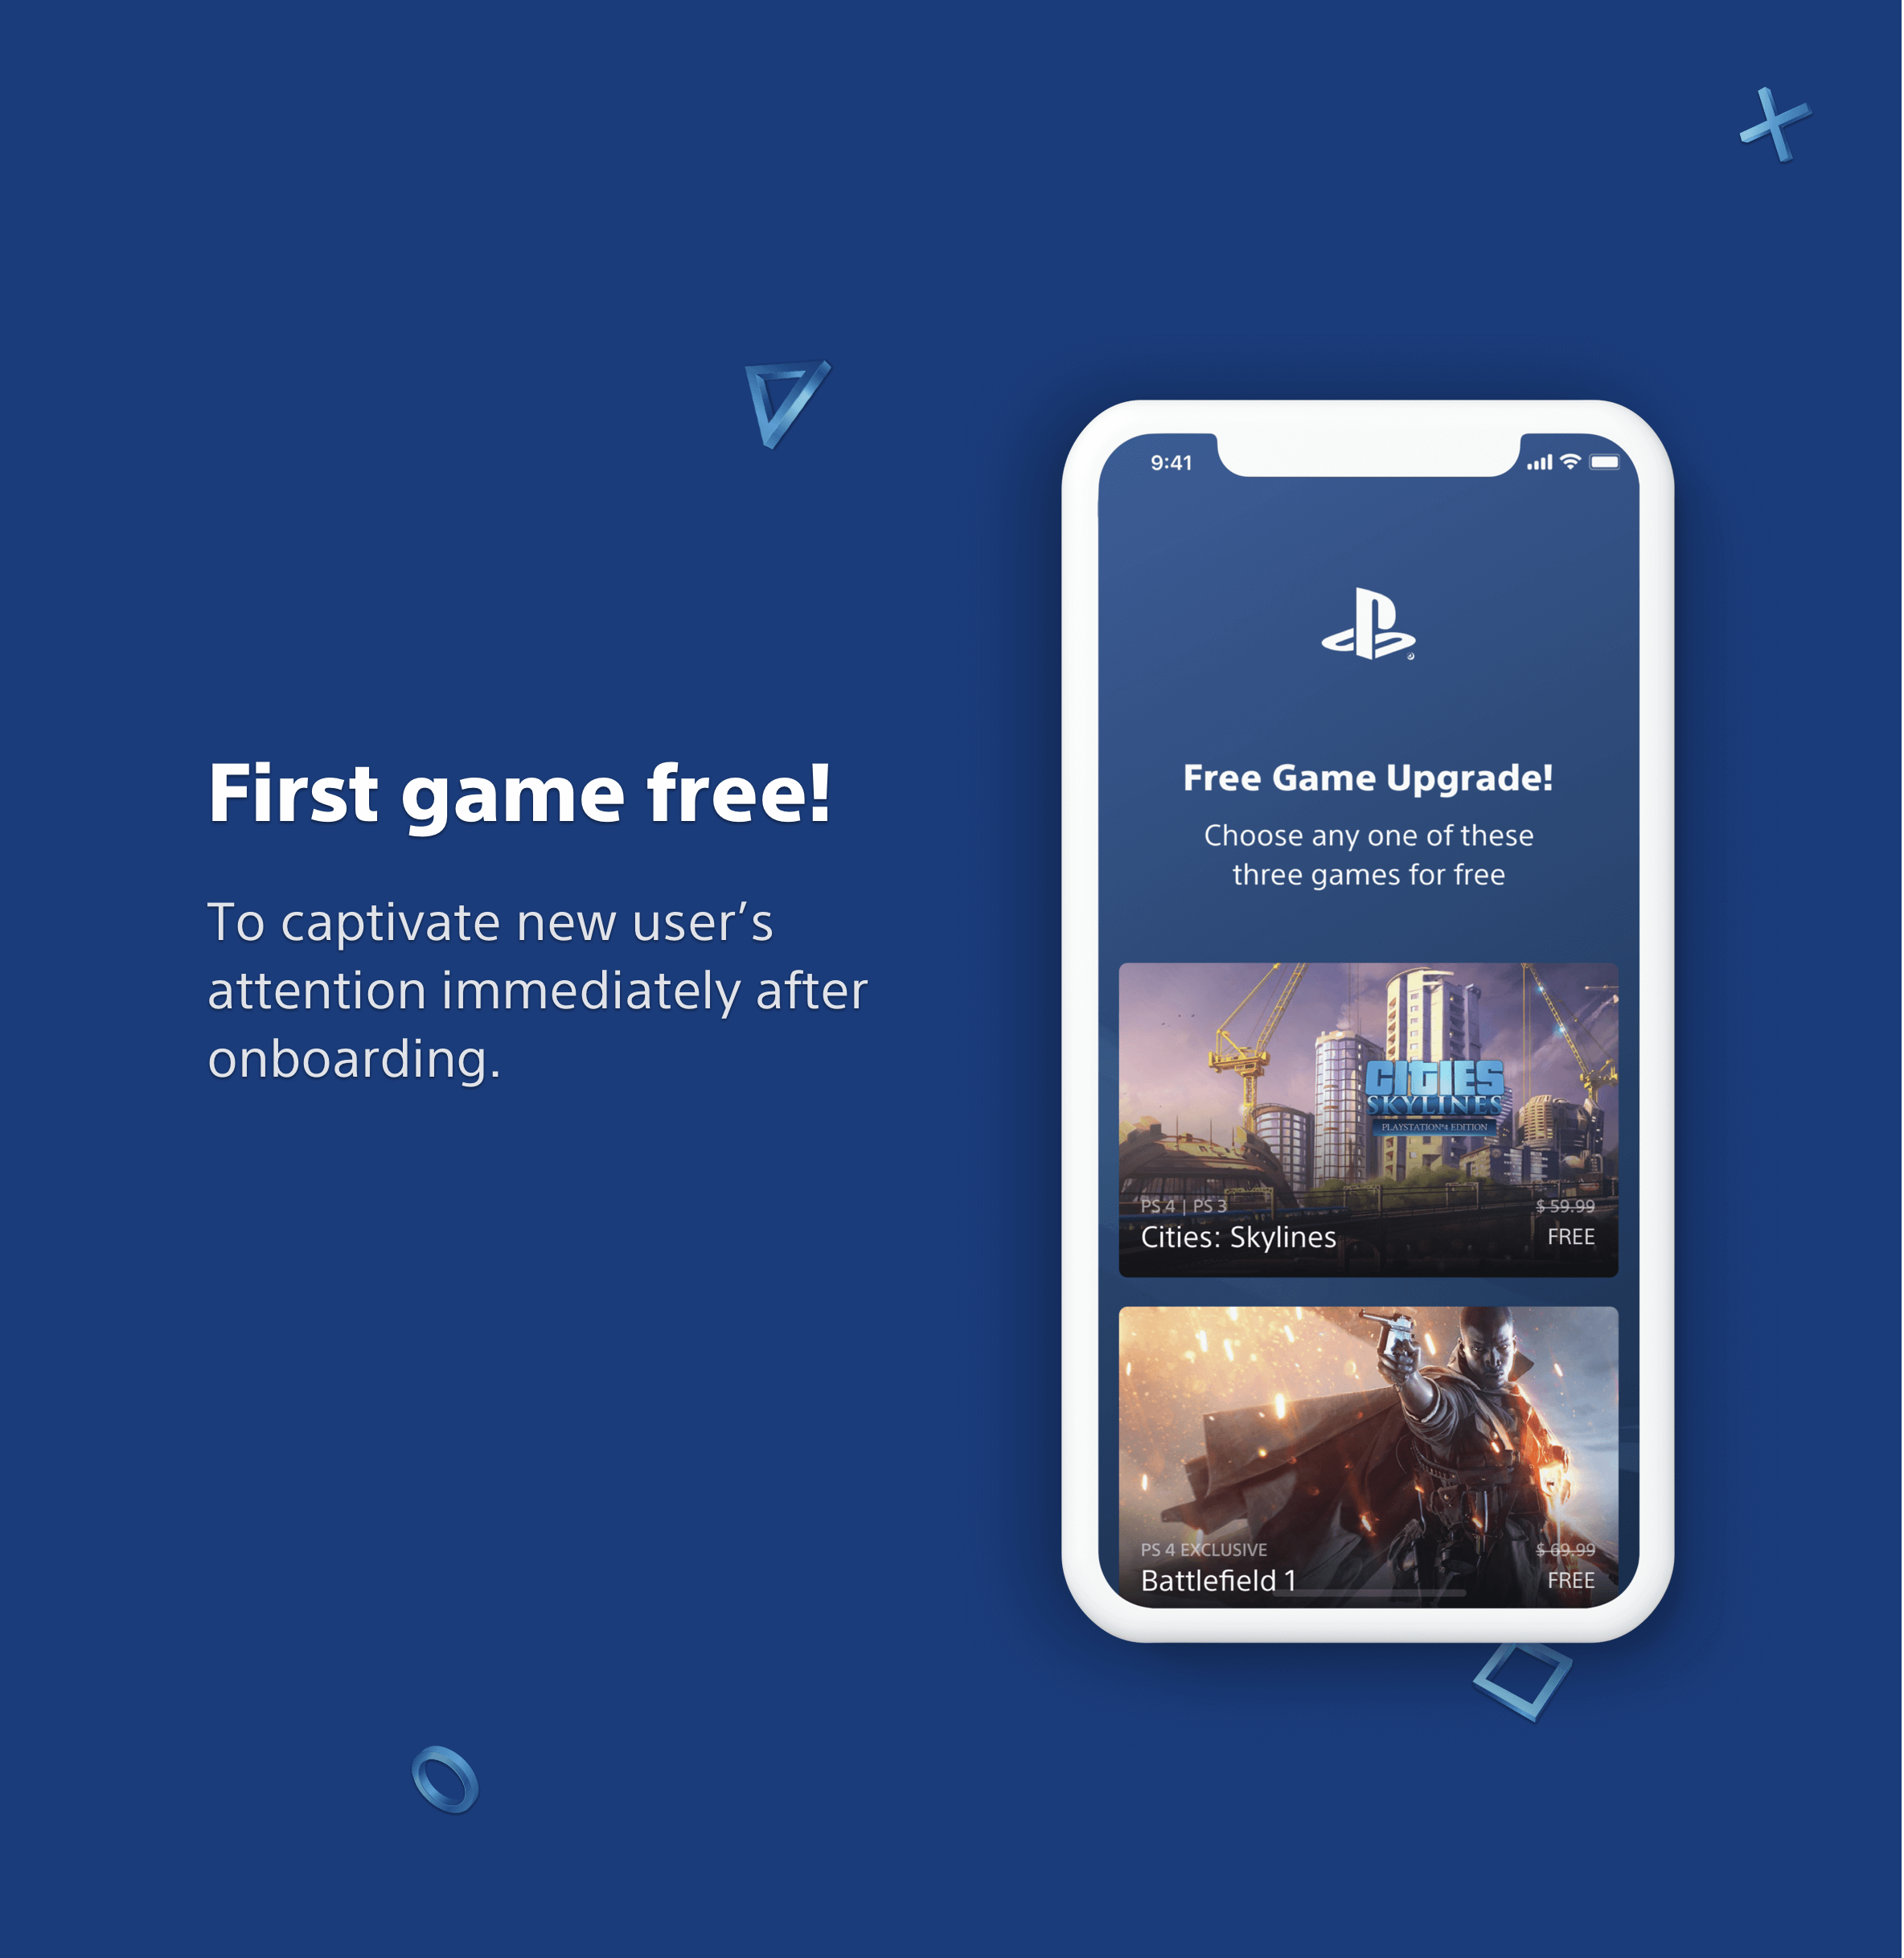 First game free!
To captivate new user’s
attention immediately after
onboarding.
9:41
Free Game Upgrade!
Choose any one of these
three games for free
CITIES
SKYLINES
PLAYSTATION®4 EDITION
PS 4 | PS 3
$ 59.99
Cities: Skylines
FREE
PS 4 EXCLUSIVE
$ 69.99
Battlefield 1
FREE